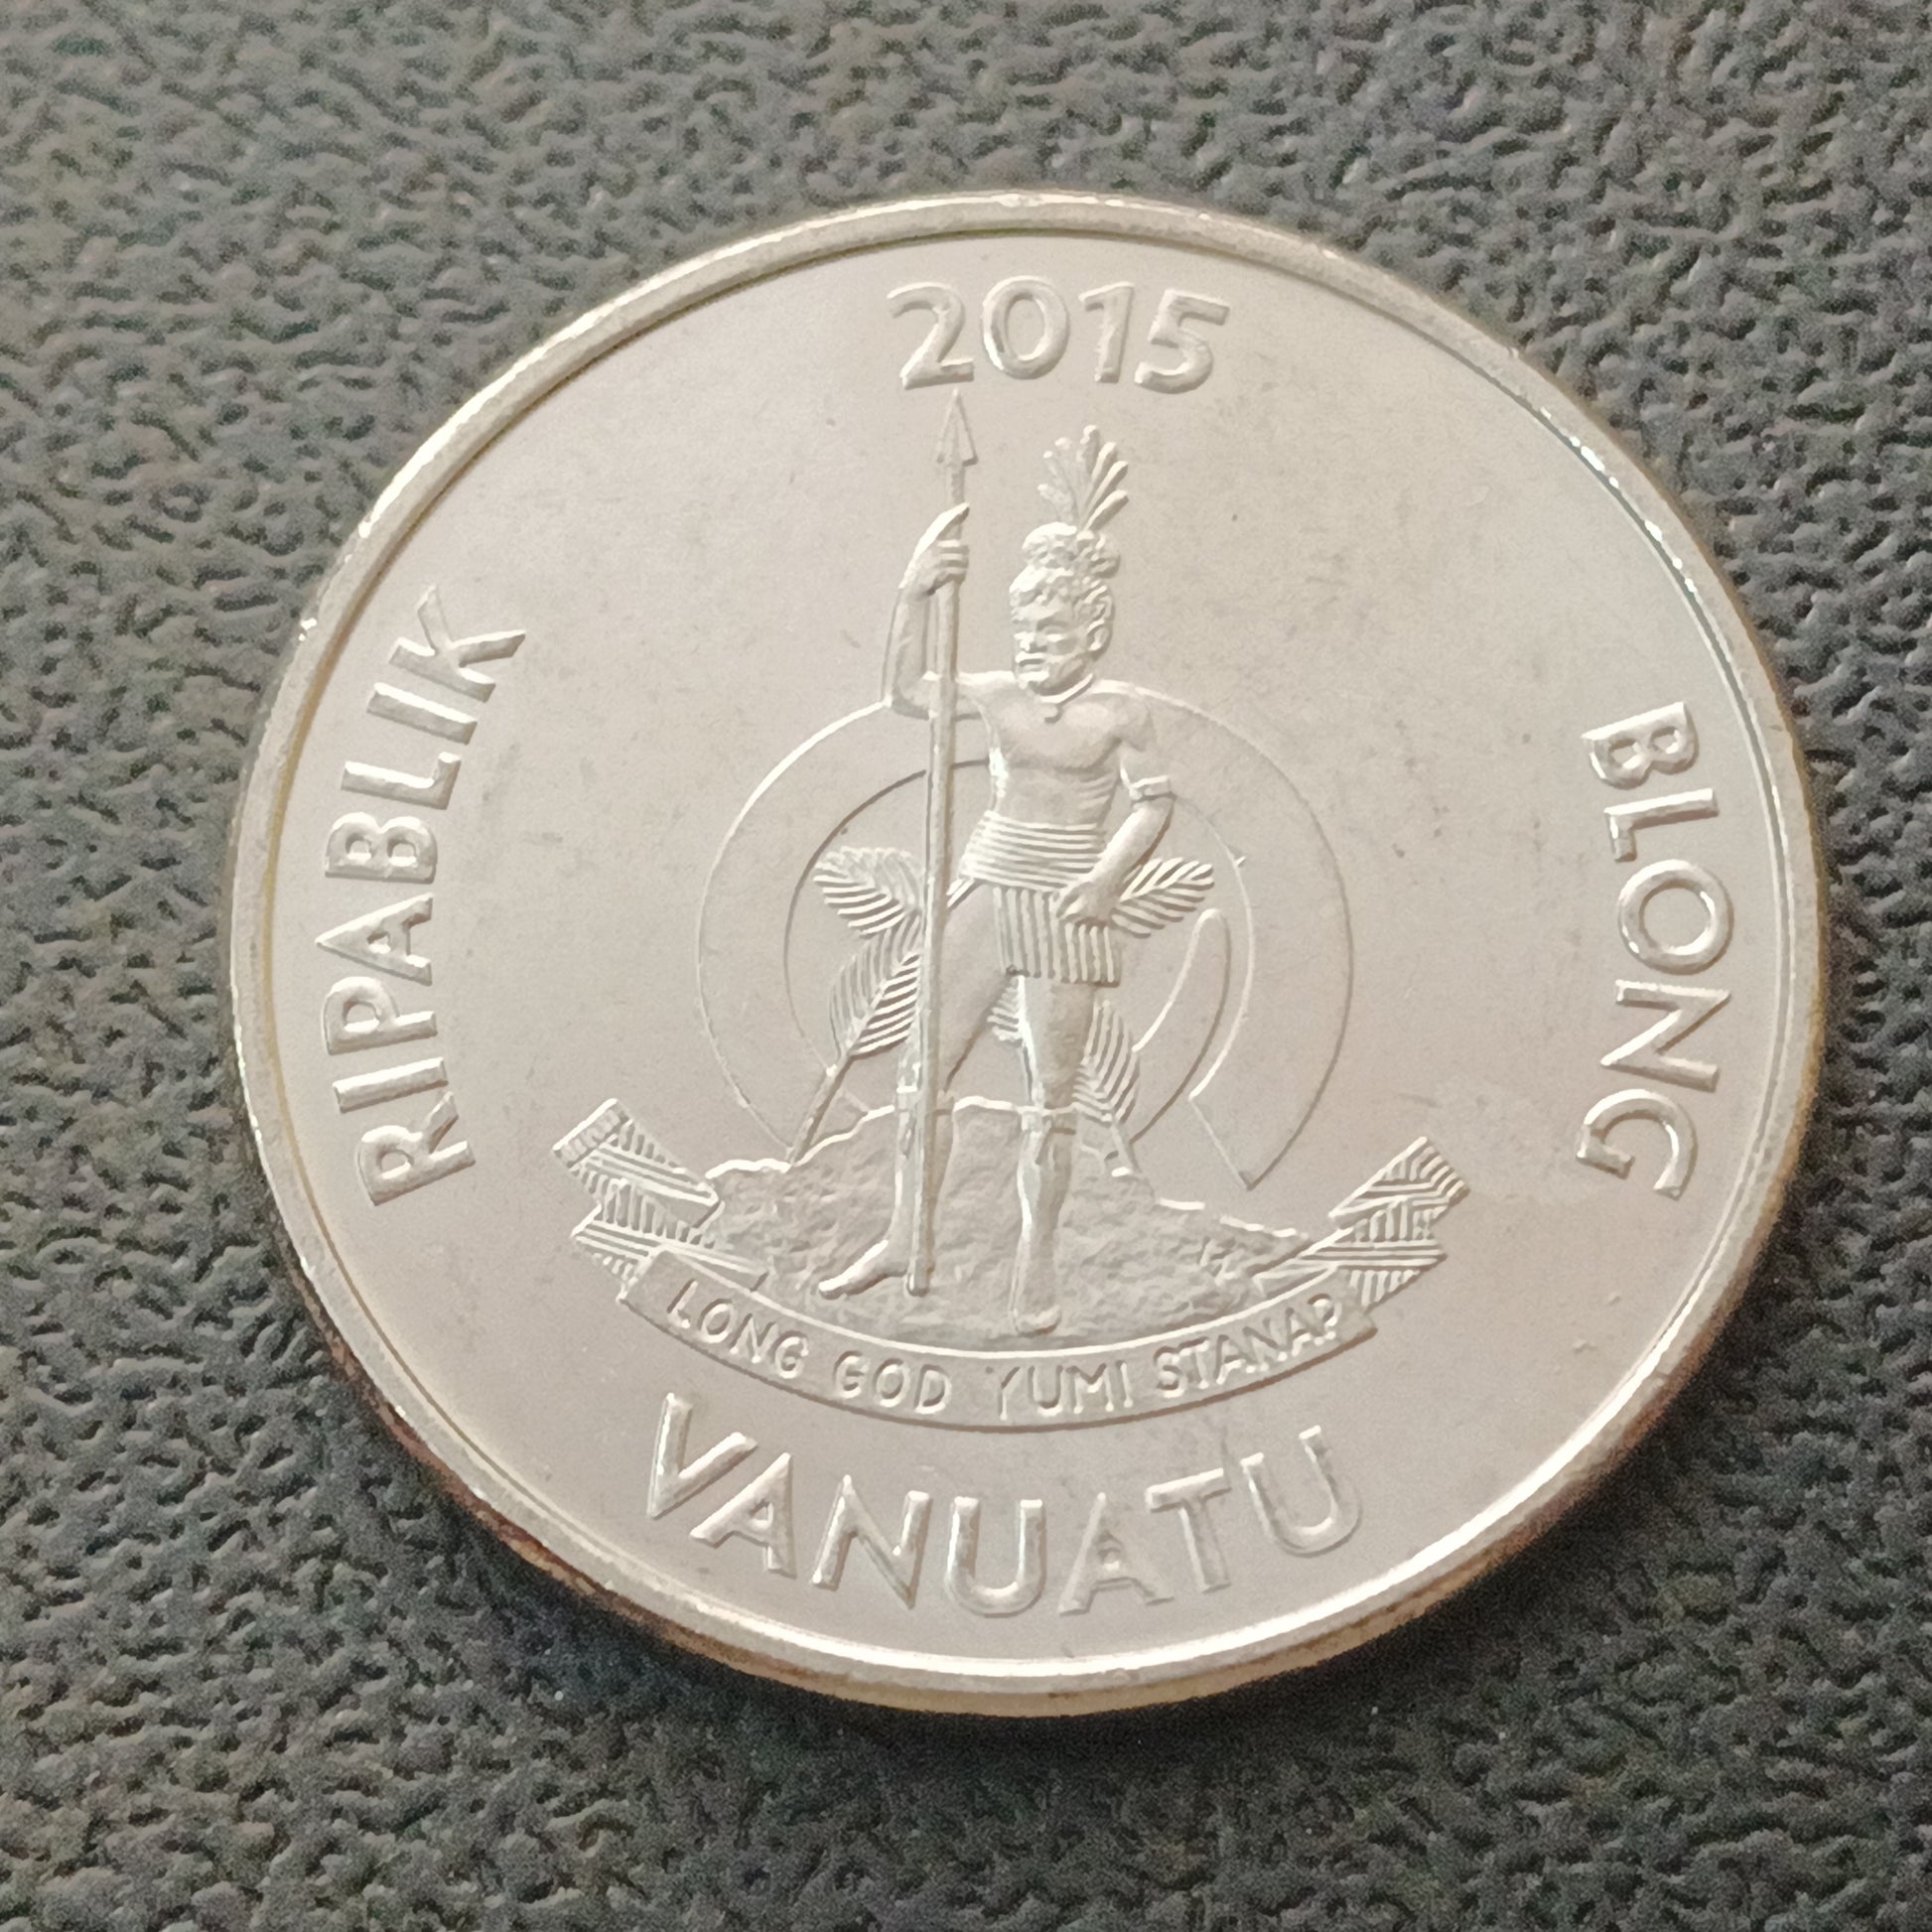 2015
RIPABLIK
BLONG
LONG GOD YUMI STANAP
VANUATU